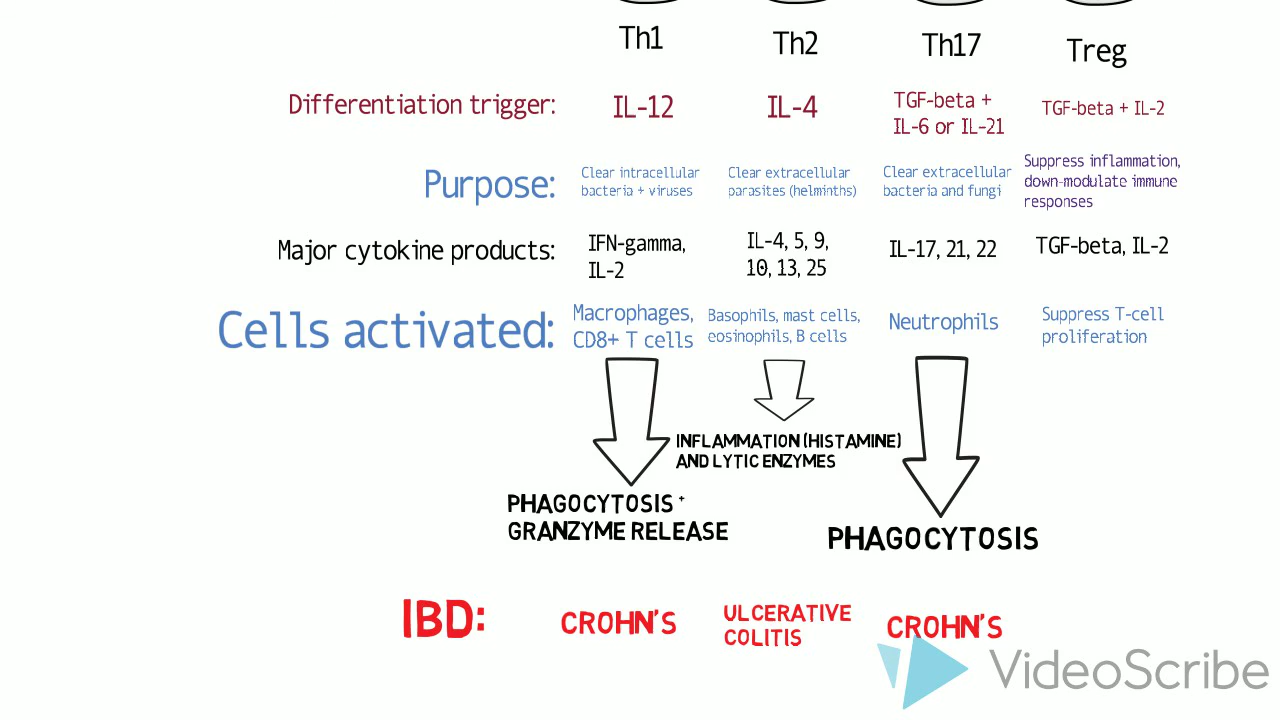 Th1 Th2 Th17 Treg
Differentiation trigger: IL-12 IL-4 TGF-beta + IL-6 or IL-21 TGF-beta + IL-2
Purpose: Clear intracellular bacteria + viruses Clear extracellular parasites (helminths) Clear extracellular bacteria and fungi Suppress inflammation, down-modulate immune responses
Major cytokine products: IFN-gamma, IL-2 IL-4, 5, 9, 10, 13, 25 IL-17, 21, 22 TGF-beta, IL-2
Cells activated: Macrophages, CD8+ T cells Basophils, mast cells, eosinophils, B cells Neutrophils Suppress T-cell proliferation
INFLAMMATION (HISTAMINE)
AND LYTIC ENZYMES
PHAGOCYTOSIS +
GRANZYME RELEASE
PHAGOCYTOSIS
IBD: CROHN'S ULCERATIVE COLITIS CROHN'S
VideoScribe